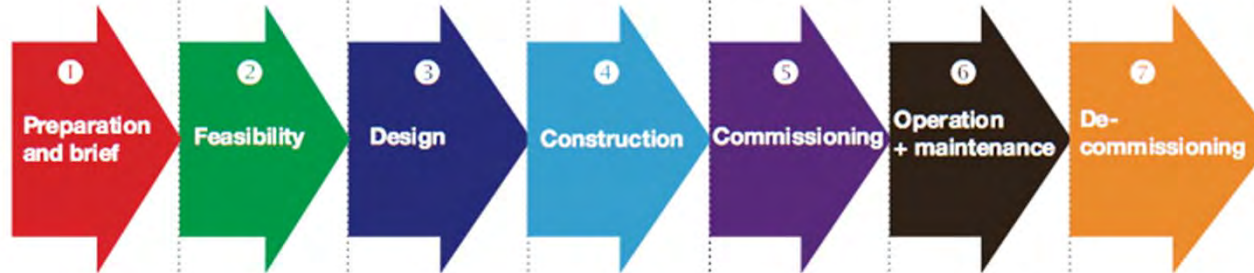 1
Preparation
and brief
2
Feasibility
3
Design
4
Construction
5
Commissioning
6
Operation
+ maintenance
7
De-
commissioning